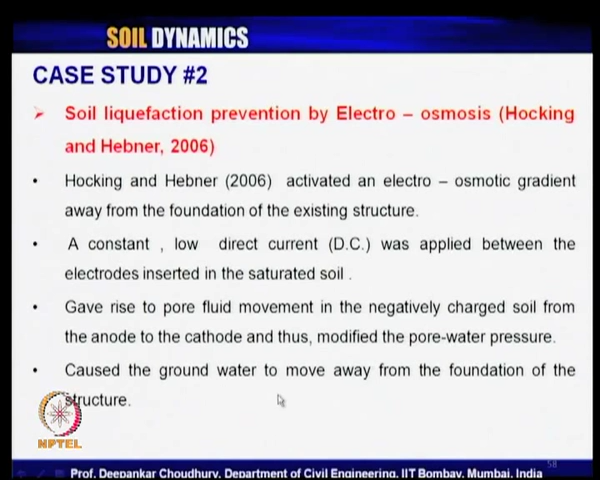 SOIL DYNAMICS
CASE STUDY #2
➢ Soil liquefaction prevention by Electro – osmosis (Hocking
and Hebner, 2006)
• Hocking and Hebner (2006) activated an electro – osmotic gradient
away from the foundation of the existing structure.
• A constant , low direct current (D.C.) was applied between the
electrodes inserted in the saturated soil .
• Gave rise to pore fluid movement in the negatively charged soil from
the anode to the cathode and thus, modified the pore-water pressure.
• Caused the ground water to move away from the foundation of the
structure.
NPTEL
58
Prof. Deepankar Choudhury, Department of Civil Engineering, IIT Bombay, Mumbai, India